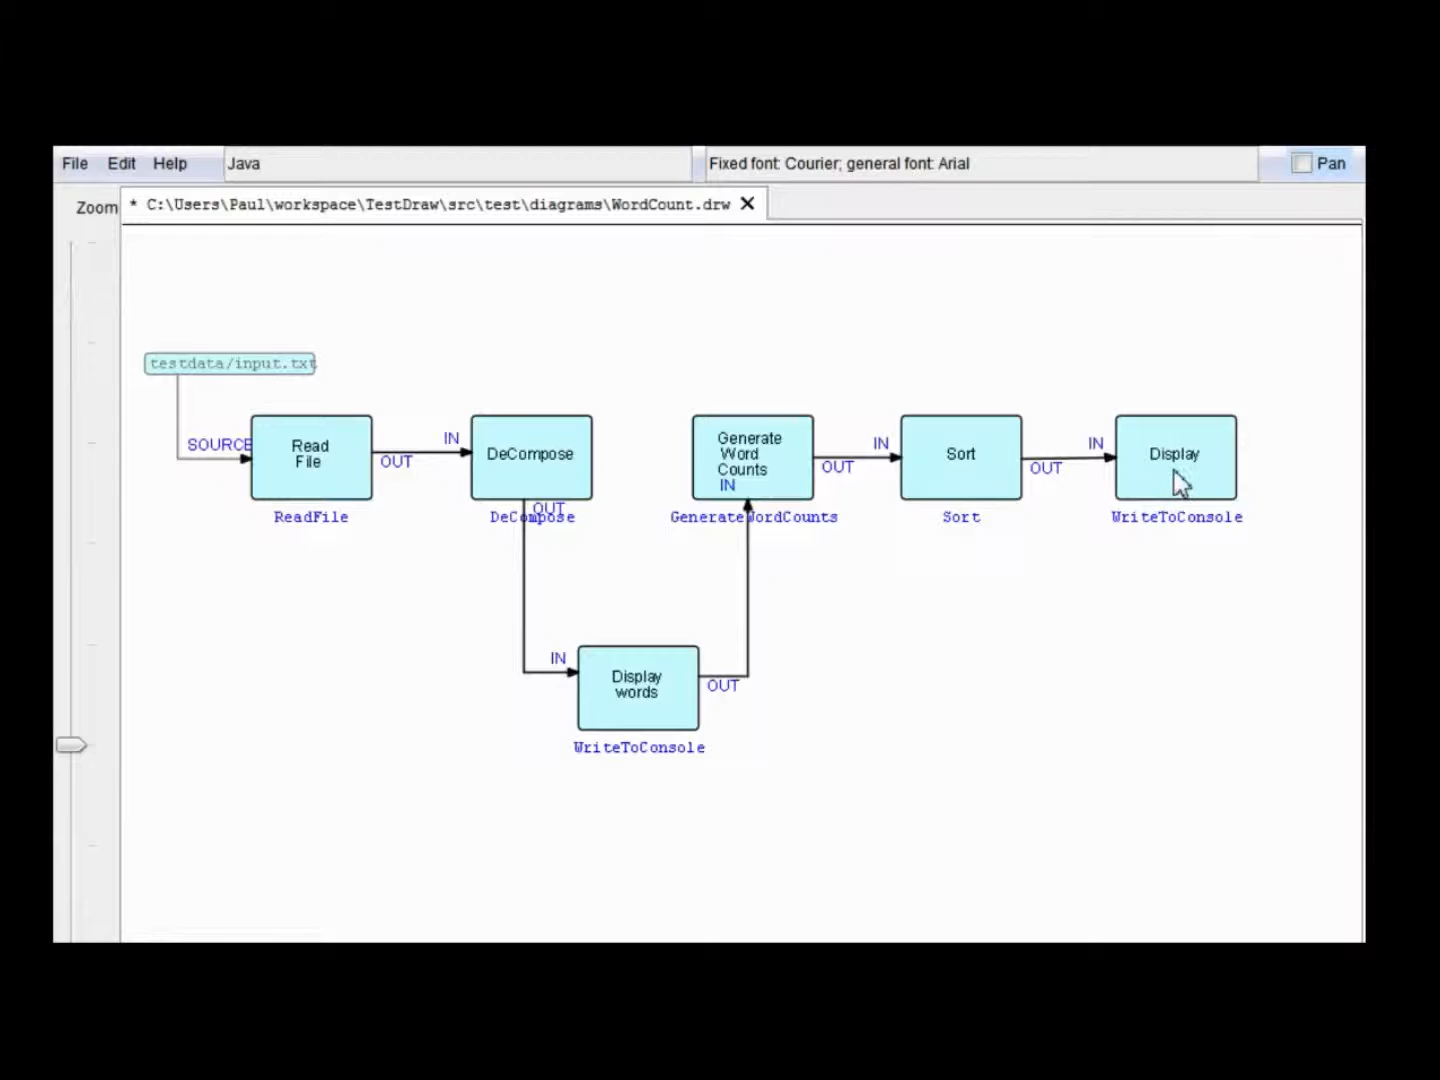 File Edit Help Java Fixed font: Courier; general font: Arial Pan
Zoom * C:\Users\Paul\workspace\TestDraw\src\test\diagrams\WordCount.drw X
testdata/input.txt
SOURCE
Read
File
OUT
IN
ReadFile
DeCompose
OUT
DeCompose
IN
Display
words
OUT
WriteToConsole
Generate
Word
Counts
IN
GenerateWordCounts
OUT
IN
Sort
Sort
OUT
IN
Display
WriteToConsole